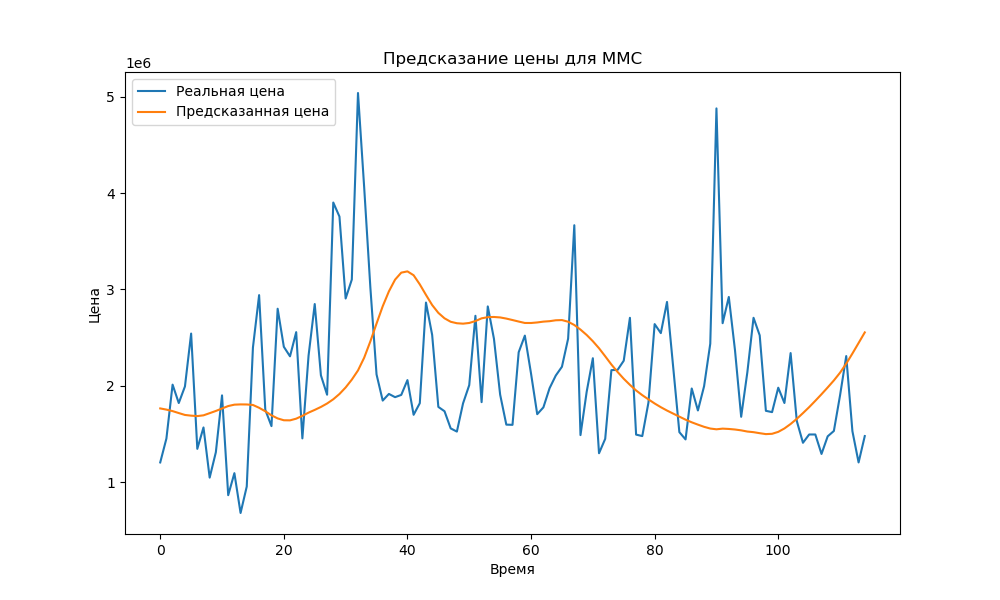 Предсказание цены для MMC
1e6
Реальная цена
Предсказанная цена
5
4
3
2
1
Цена
0 20 40 60 80 100
Время